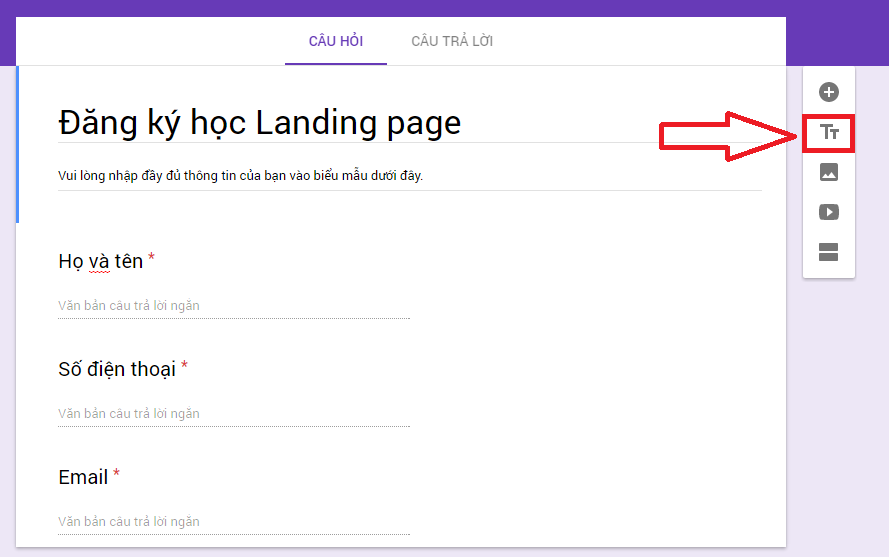 CÂU HỎI CÂU TRẢ LỜI
Đăng ký học Landing page
Vui lòng nhập đầy đủ thông tin của bạn vào biểu mẫu dưới đây.
Họ và tên *
Văn bản câu trả lời ngắn
Số điện thoại *
Văn bản câu trả lời ngắn
Email *
Văn bản câu trả lời ngắn